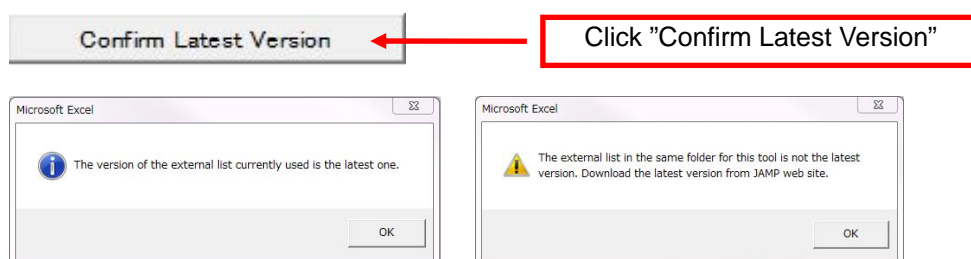 Confirm Latest Version
Click ”Confirm Latest Version”
Microsoft Excel
The version of the external list currently used is the latest one.
OK
Microsoft Excel
The external list in the same folder for this tool is not the latest
version. Download the latest version from JAMP web site.
OK